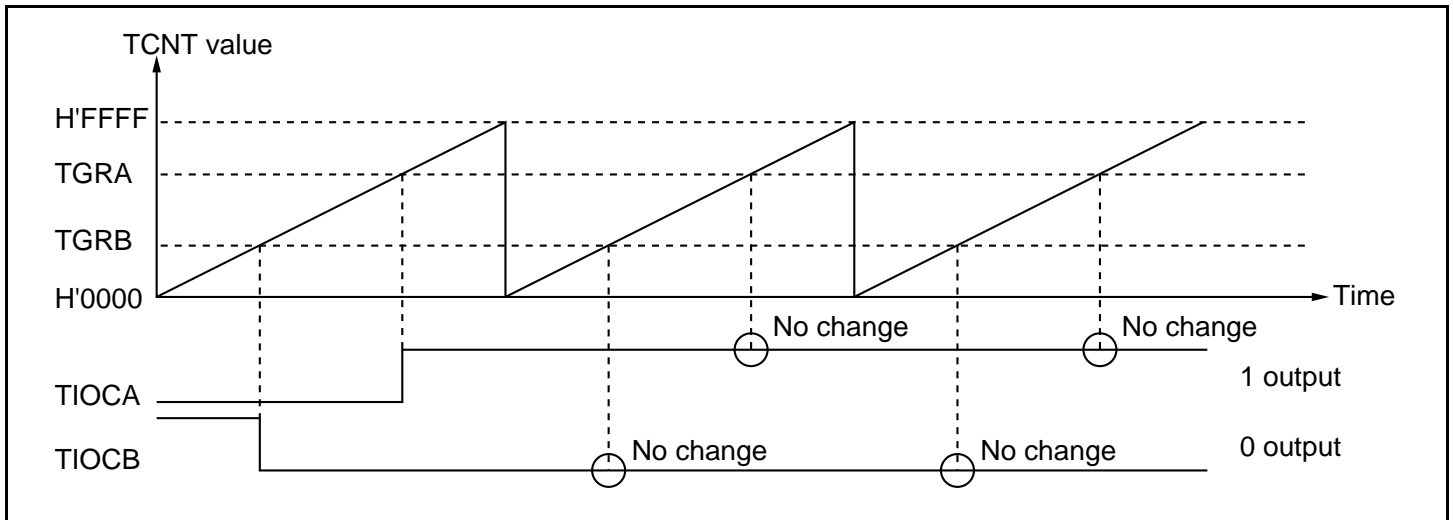 TCNT value
H'FFFF
TGRA
TGRB
H'0000
Time
No change
No change
1 output
TIOCA
No change
No change
0 output
TIOCB